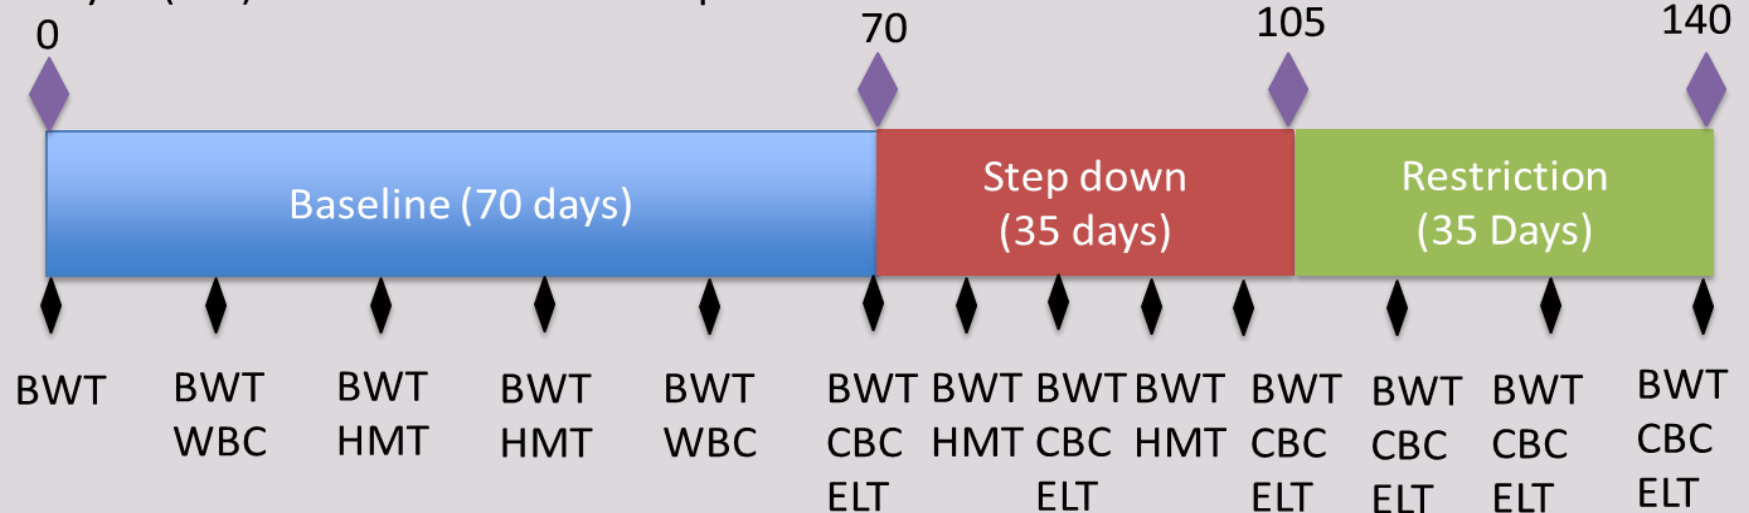 0
70
105
140
Baseline (70 days)
Step down
(35 days)
Restriction
(35 Days)
BWT
BWT
WBC
BWT
HMT
BWT
HMT
BWT
WBC
BWT
CBC
ELT
BWT
HMT
BWT
CBC
ELT
BWT
HMT
BWT
CBC
ELT
BWT
CBC
ELT
BWT
CBC
ELT
BWT
CBC
ELT